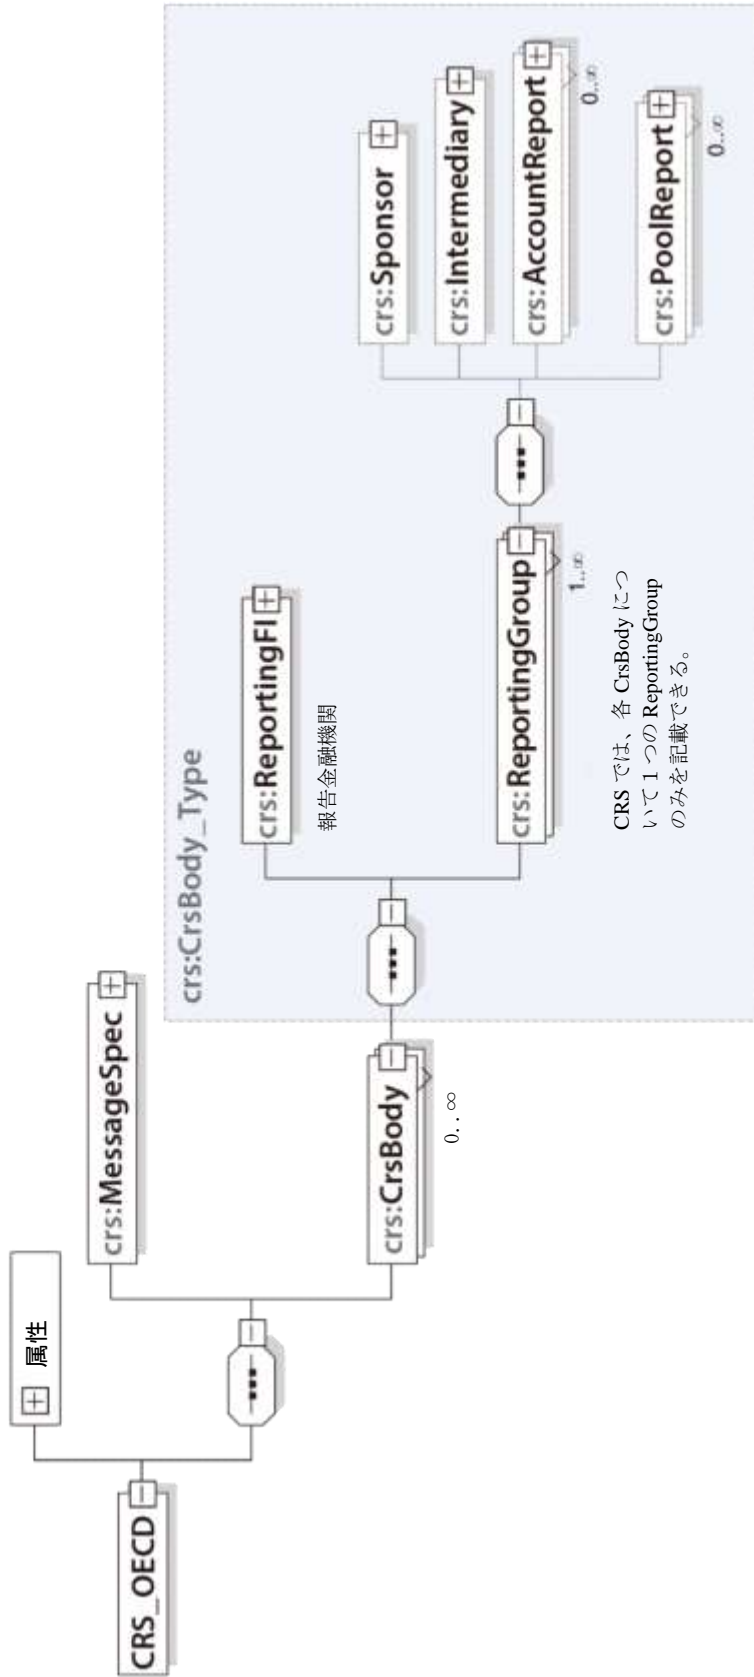 CRS_OECD
属性
crs:MessageSpec
crs:CrsBody
0..∞
crs:CrsBody_Type
crs:ReportingFI
報告金融機関
crs:ReportingGroup
1..∞
CRS では、各 CrsBody につ
いて 1 つの ReportingGroup
のみを記載できる。
crs:Sponsor
crs:Intermediary
crs:AccountReport
0..∞
crs:PoolReport
0..∞